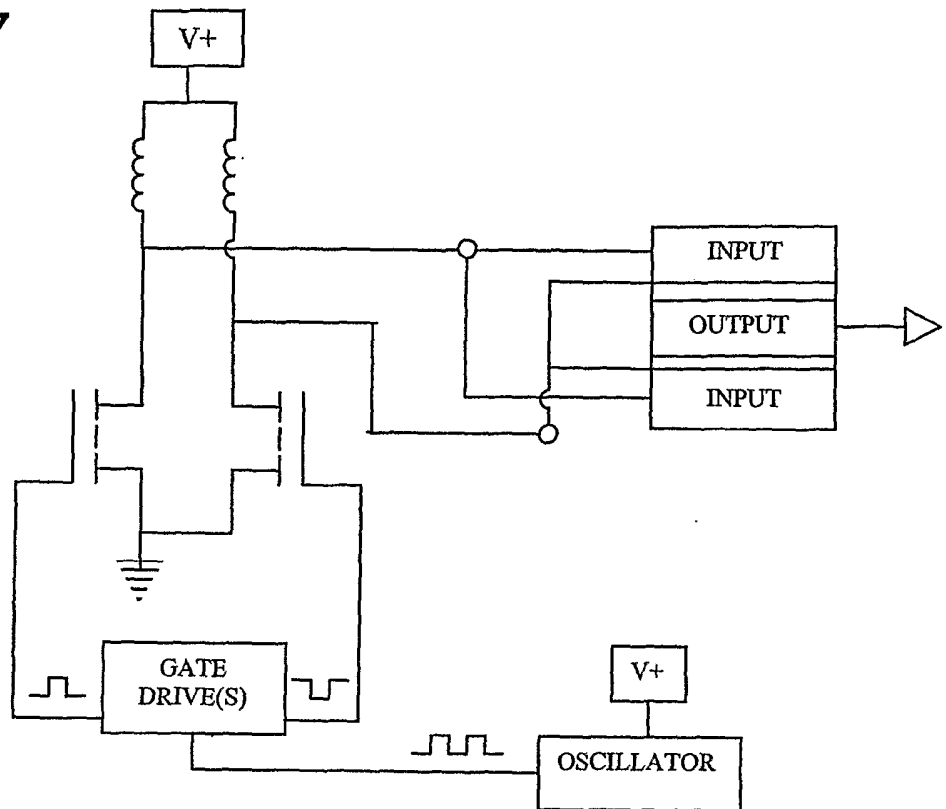 V+
INPUT
OUTPUT
INPUT
GATE
DRIVE(S)
V+
OSCILLATOR